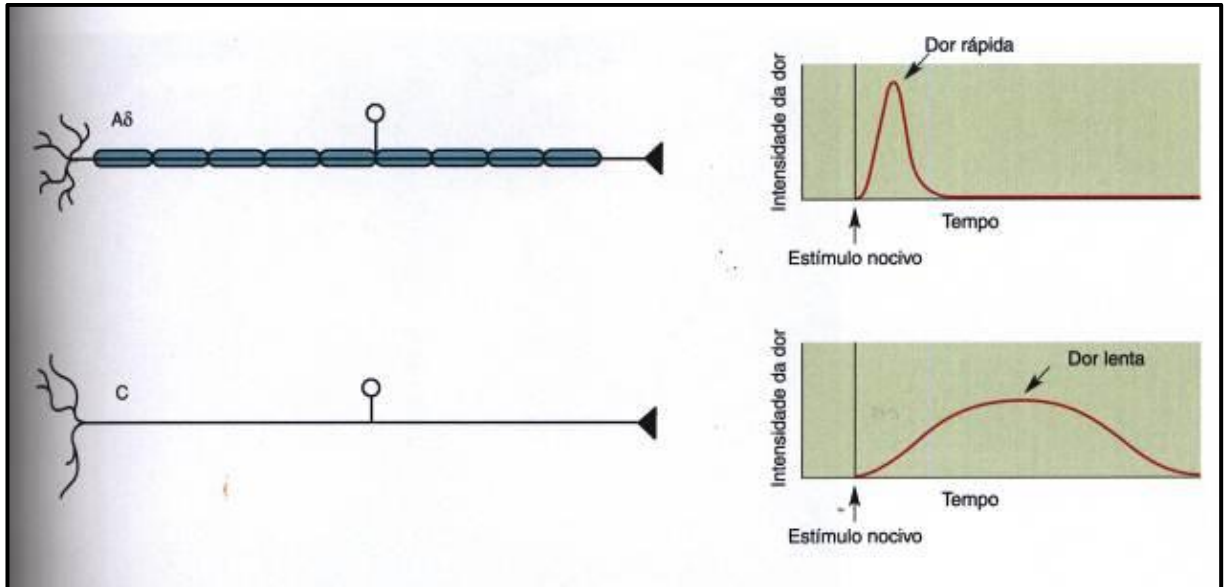 Aδ
Dor rápida
Intensidade da dor
Tempo
Estímulo nocivo
C
Dor lenta
Intensidade da dor
Tempo
Estímulo nocivo